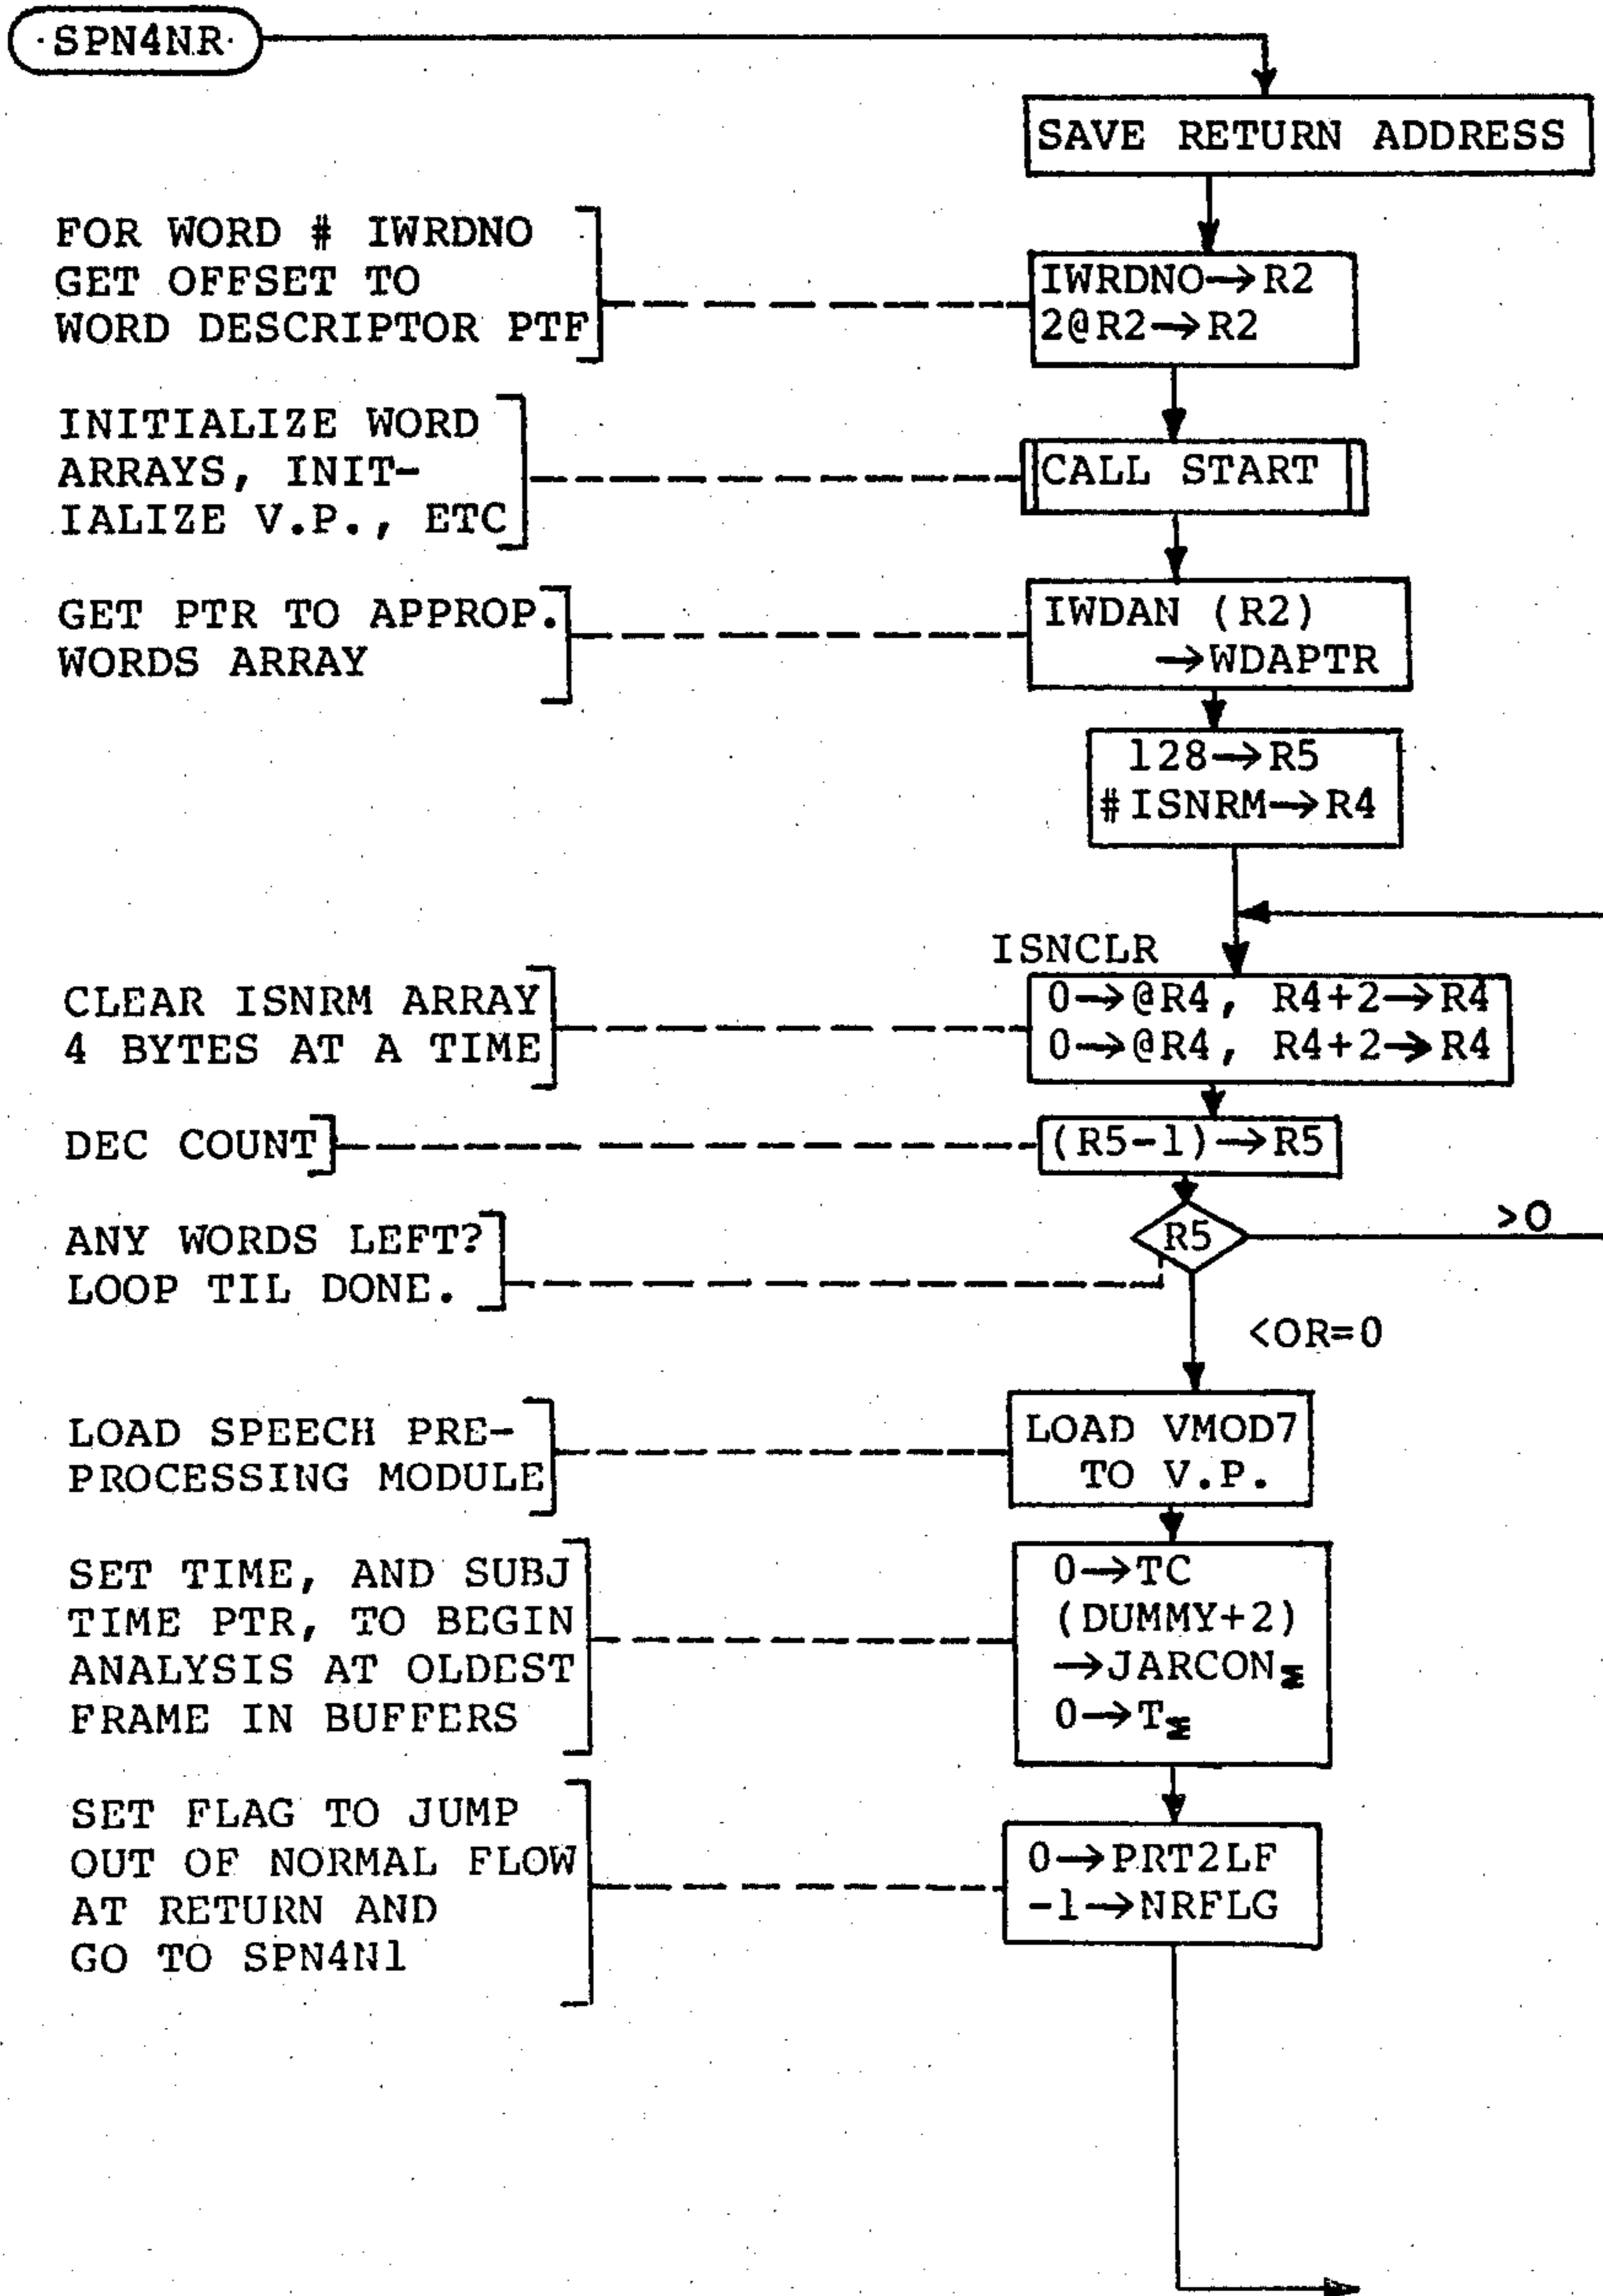 SPN4NR
SAVE RETURN ADDRESS
FOR WORD # IWRDNO
GET OFFSET TO
WORD DESCRIPTOR PTF
IWRDNO→R2
2@R2→R2
INITIALIZE WORD
ARRAYS, INIT-
IALIZE V.P., ETC
CALL START
GET PTR TO APPROP.
WORDS ARRAY
IWDAN (R2)
→WDAPTR
128→R5
#ISNRM→R4
ISNCLR
CLEAR ISNRM ARRAY
4 BYTES AT A TIME
0→@R4, R4+2→R4
0→@R4, R4+2→R4
DEC COUNT
(R5-1)→R5
ANY WORDS LEFT?
LOOP TIL DONE.
R5
>0
<OR=0
LOAD SPEECH PRE-
PROCESSING MODULE
LOAD VMOD7
TO V.P.
SET TIME, AND SUBJ
TIME PTR, TO BEGIN
ANALYSIS AT OLDEST
FRAME IN BUFFERS
0→TC
(DUMMY+2)
→JARCON Σ
0→T Σ
SET FLAG TO JUMP
OUT OF NORMAL FLOW
AT RETURN AND
GO TO SPN4N1
0→PRT2LF
-1→NRFLG